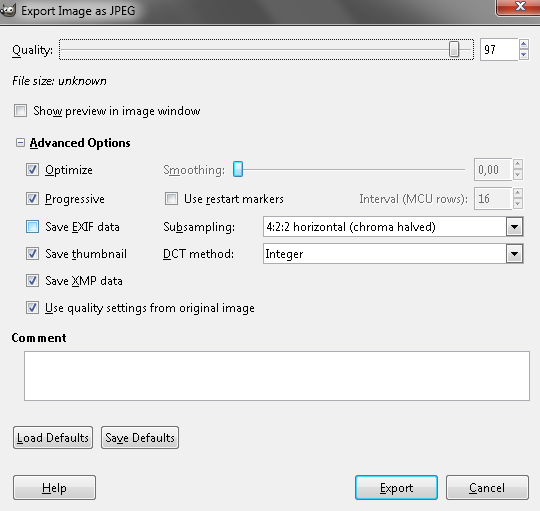 Export Image as JPEG
Quality: 97
File size: unknown
Show preview in image window
Advanced Options
Optimize Smoothing: 0,00
Progressive Use restart markers Interval (MCU rows): 16
Save EXIF data Subsampling: 4:2:2 horizontal (chroma halved)
Save thumbnail DCT method: Integer
Save XMP data
Use quality settings from original image
Comment
Load Defaults Save Defaults
Help Export Cancel